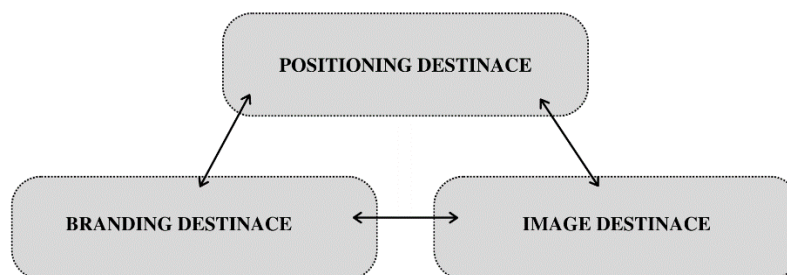 POSITIONING DESTINACE
BRANDING DESTINACE
IMAGE DESTINACE